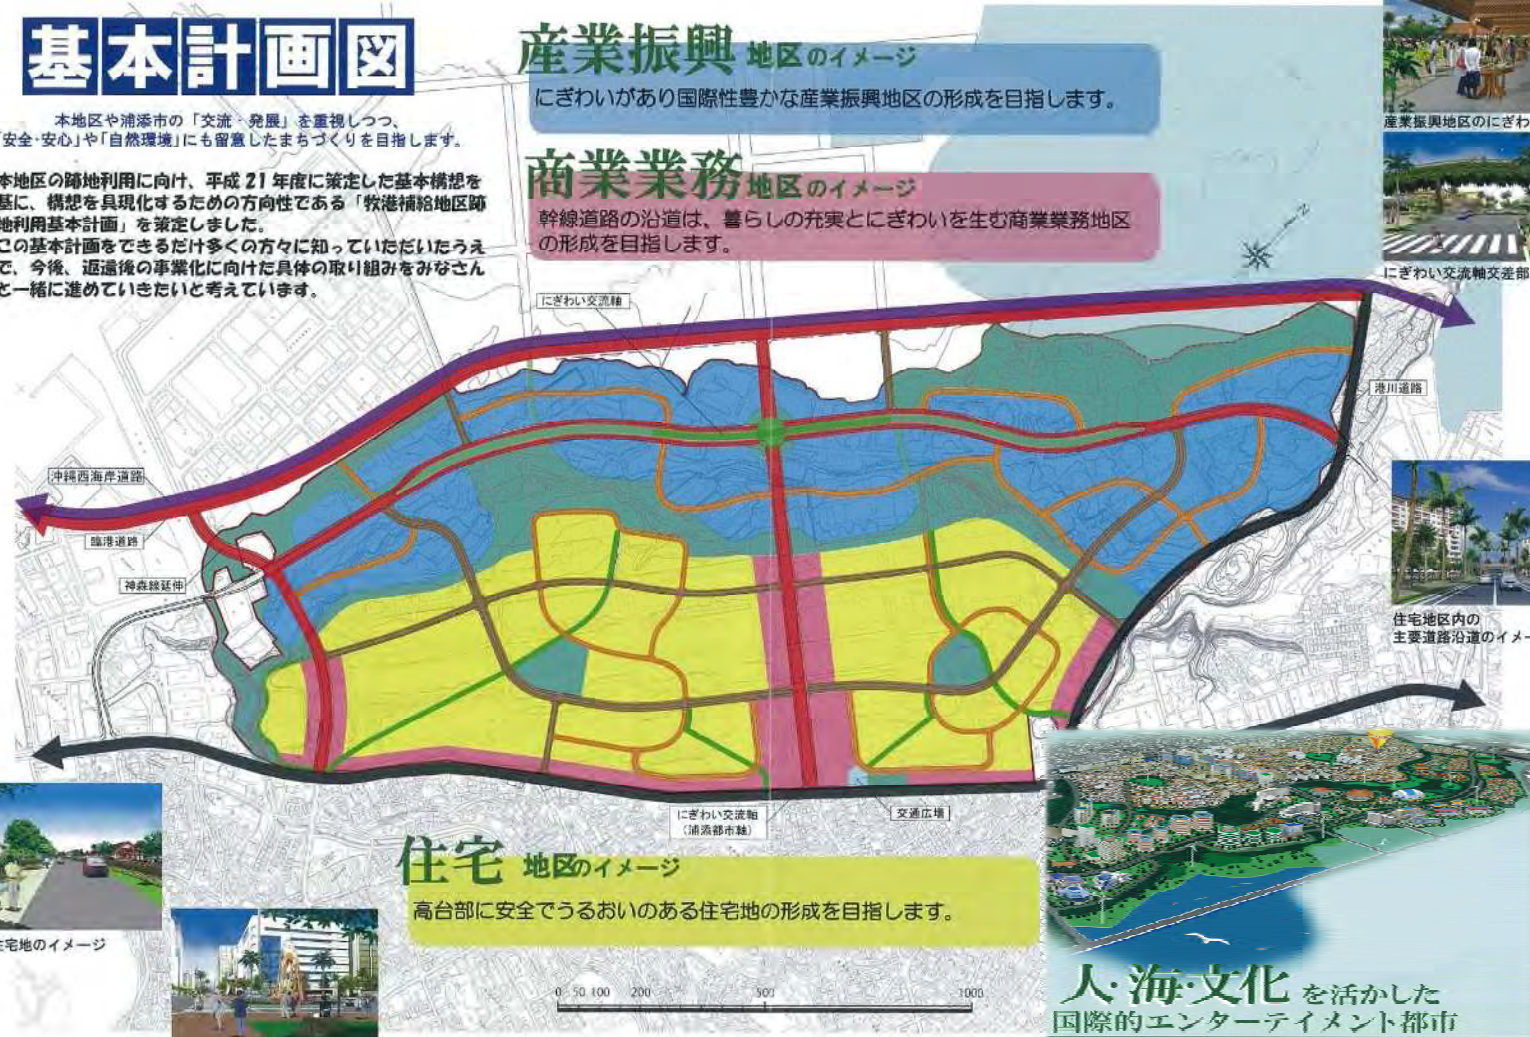 基本計画図
本地区や浦添市の「交流・発展」を重視しつつ、
「安全・安心」や「自然環境」にも留意したまちづくりを目指します。
本地区の跡地利用に向け、平成21年度に策定した基本構想を
基に、構想を具現化するための方向性である「牧港補給地区跡
地利用基本計画」を策定しました。
この基本計画をできるだけ多くの方々に知っていただいたうえ
で、今後、返還後の事業化に向けた具体の取り組みをみなさん
と一緒に進めていきたいと考えています。
産業振興 地区のイメージ
にぎわいがあり国際性豊かな産業振興地区の形成を目指します。
商業業務 地区のイメージ
幹線道路の沿道は、暮らしの充実とにぎわいを生む商業業務地区
の形成を目指します。
産業振興地区のにぎわ
にぎわい交流軸交差部
にぎわい交流軸
港川道路
沖縄西海岸道路
臨港道路
神森線延伸
住宅地区内の
主要道路沿道のイメー
にぎわい交流軸
(浦添都市軸)
交通広場
住宅 地区のイメージ
高台部に安全でうるおいのある住宅地の形成を目指します。
住宅地のイメージ
0 50 100 200 500 1000
人・海・文化 を活かした
国際的エンターテイメント都市